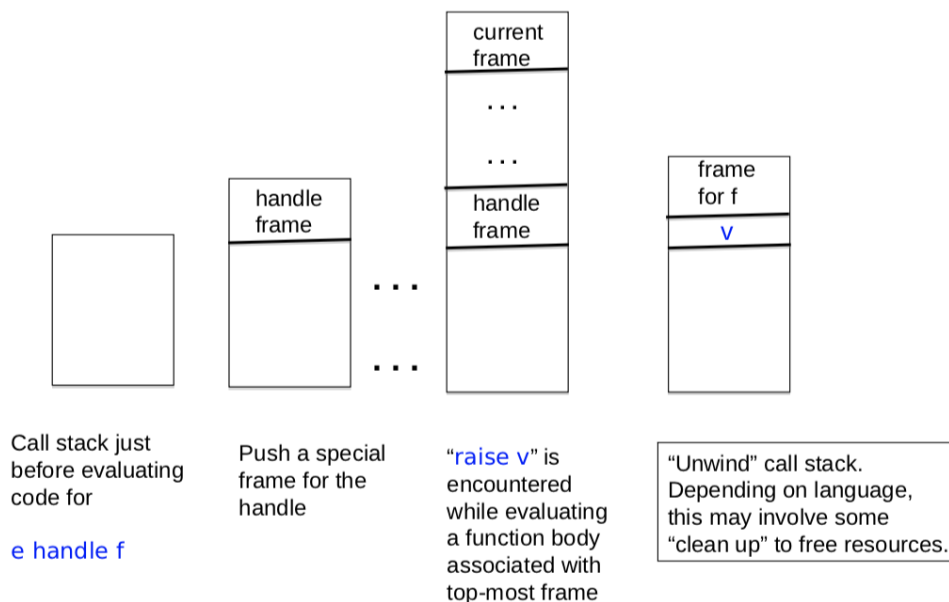 current
frame
. . .
. . .
handle
frame
handle
frame
frame
for f
v
. . .
. . .
Call stack just
before evaluating
code for
e handle f
Push a special
frame for the
handle
“raise v” is
encountered
while evaluating
a function body
associated with
top-most frame
“Unwind” call stack.
Depending on language,
this may involve some
“clean up” to free resources.